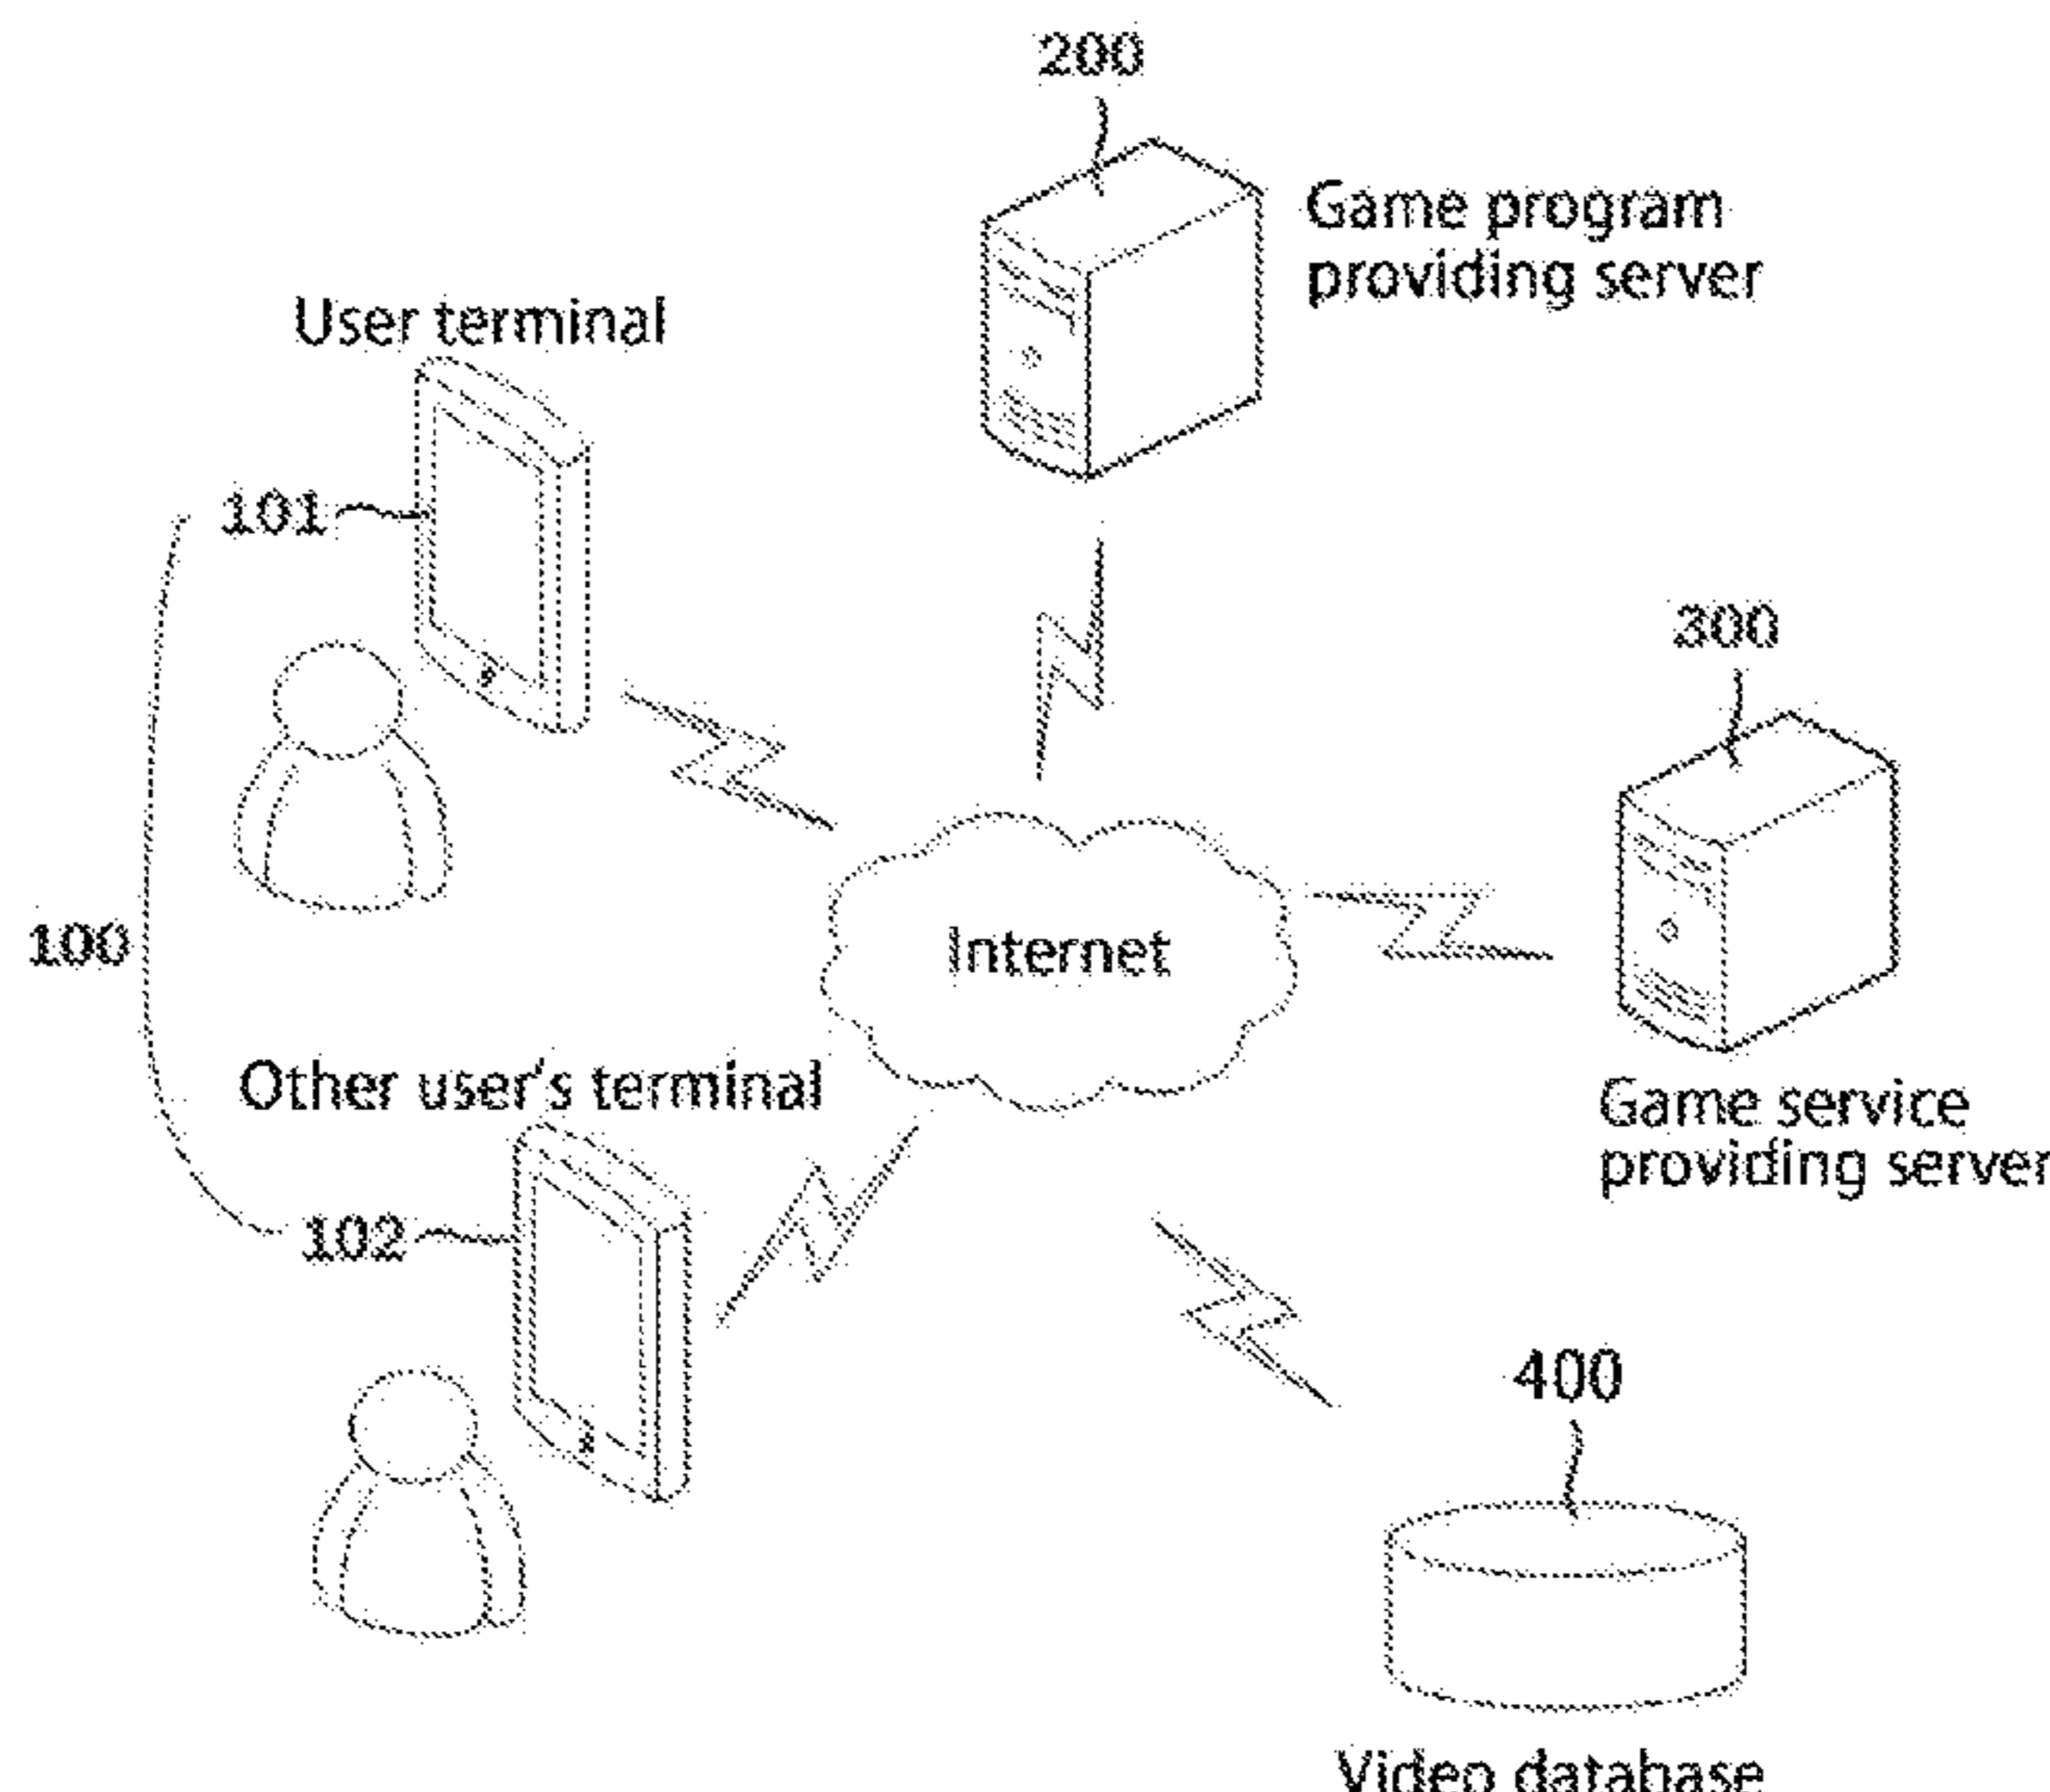 200
Game program
providing server
User terminal
101
300
100
Internet
Other user's terminal
Game service
providing server
102
400
Video database